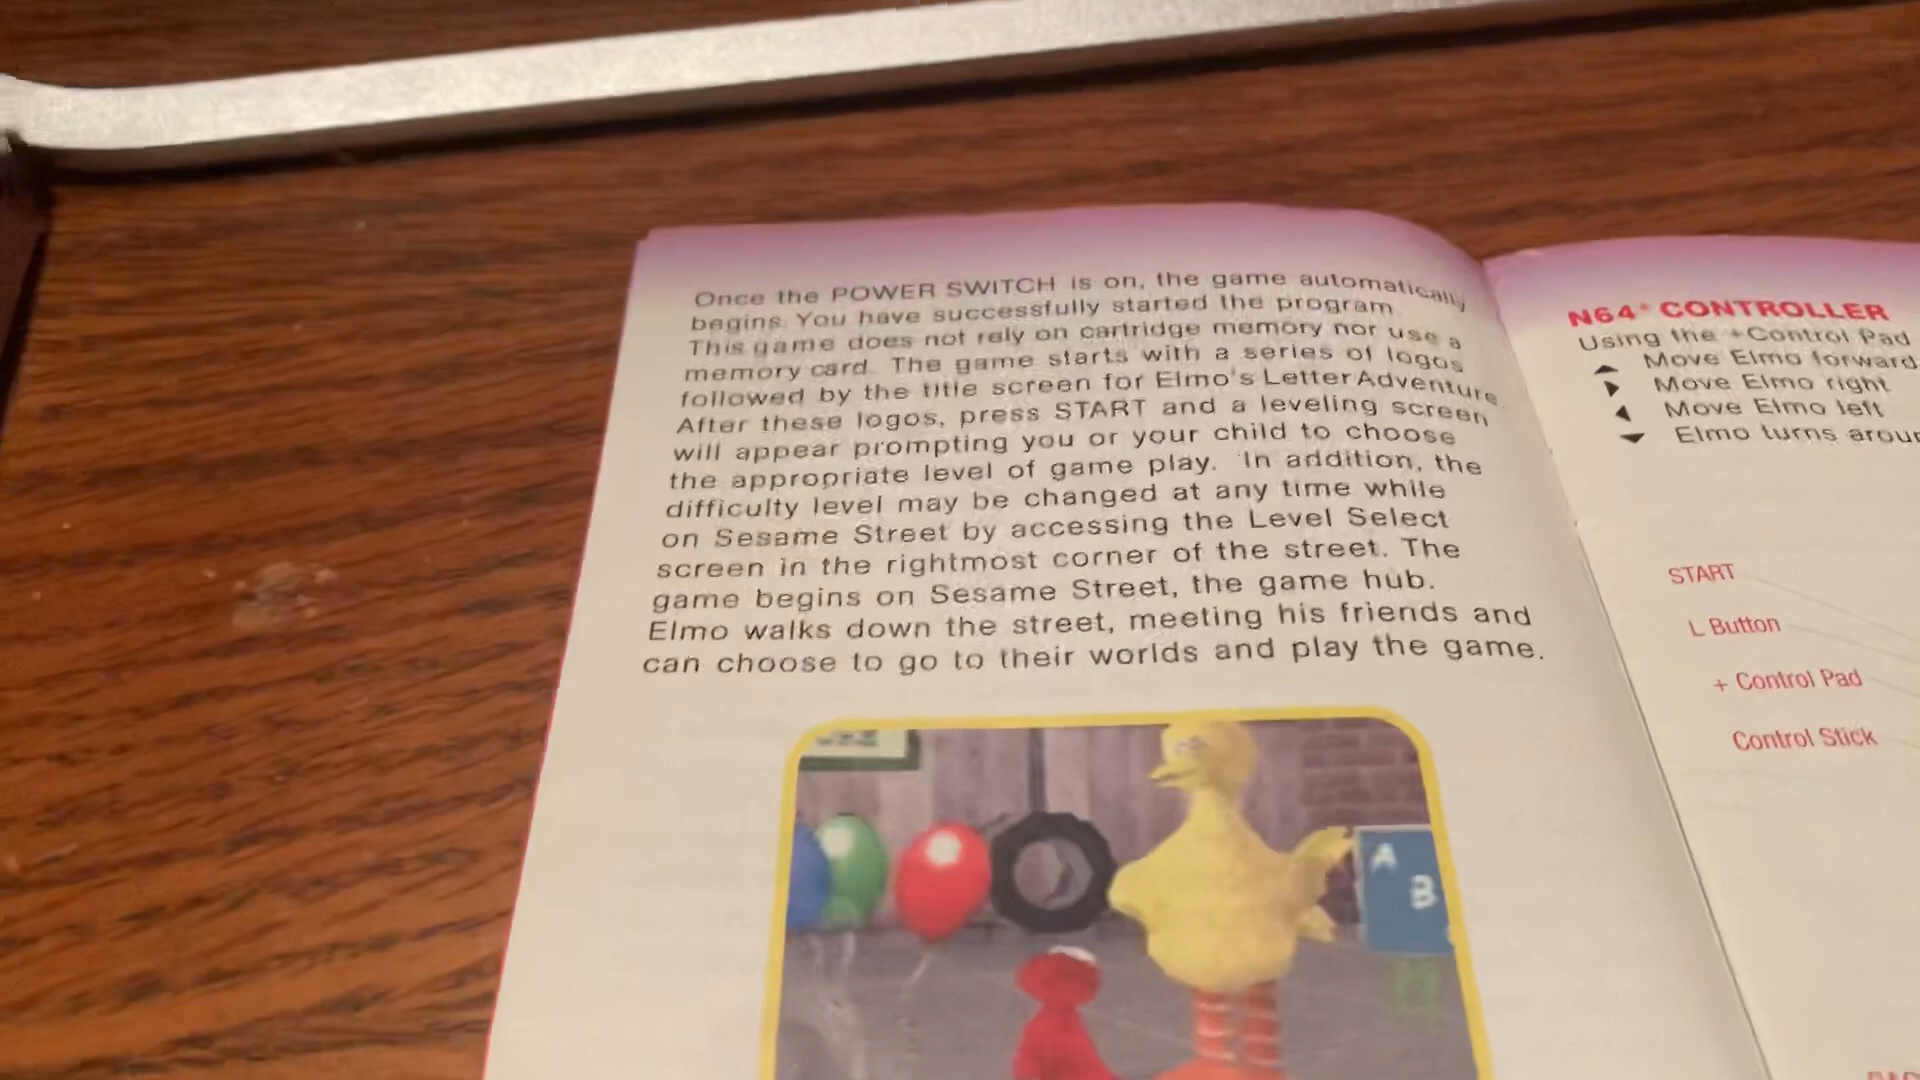 Once the POWER SWITCH is on, the game automatically
begins. You have successfully started the program.
This game does not rely on cartridge memory nor use a
memory card. The game starts with a series of logos
followed by the title screen for Elmo's Letter Adventure.
After these logos, press START and a leveling screen
will appear prompting you or your child to choose
the appropriate level of game play. In addition, the
difficulty level may be changed at any time while
on Sesame Street by accessing the Level Select
screen in the rightmost corner of the street. The
game begins on Sesame Street, the game hub.
Elmo walks down the street, meeting his friends and
can choose to go to their worlds and play the game.
A
B
N64® CONTROLLER
Using the +Control Pad
Move Elmo forward
Move Elmo right
Move Elmo left
Elmo turns
START
L Button
+ Control Pad
Control Stick